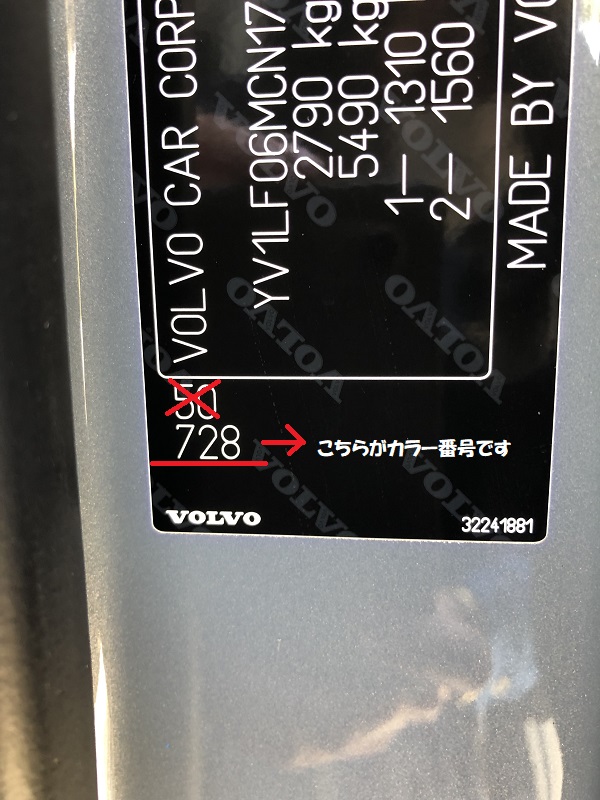 VOLVO CAR CORP
YV1LF06MCN17
2790 kg
5490 kg
1– 1310
2– 1560
MADE BY VO
728
こちらがカラー番号です
VOLVO
32241881